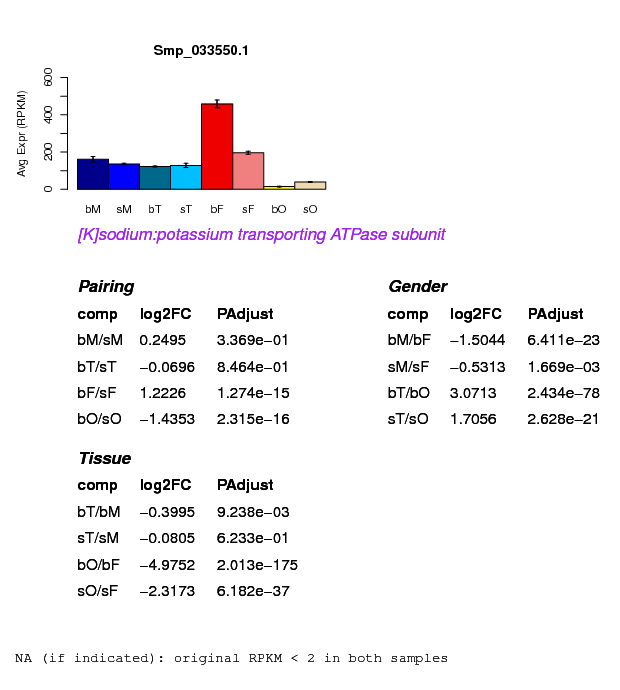 Smp_033550.1
Avg Expr (RPKM)
600
400
200
0
bM sM bT sT bF sF bO sO
[K]sodium:potassium transporting ATPase subunit
Pairing
comp log2FC PAdjust
bM/sM 0.2495 3.369e−01
bT/sT −0.0696 8.464e−01
bF/sF 1.2226 1.274e−15
bO/sO −1.4353 2.315e−16
Gender
comp log2FC PAdjust
bM/bF −1.5044 6.411e−23
sM/sF −0.5313 1.669e−03
bT/bO 3.0713 2.434e−78
sT/sO 1.7056 2.628e−21
Tissue
comp log2FC PAdjust
bT/bM −0.3995 9.238e−03
sT/sM −0.0805 6.233e−01
bO/bF −4.9752 2.013e−175
sO/sF −2.3173 6.182e−37
NA (if indicated): original RPKM < 2 in both samples